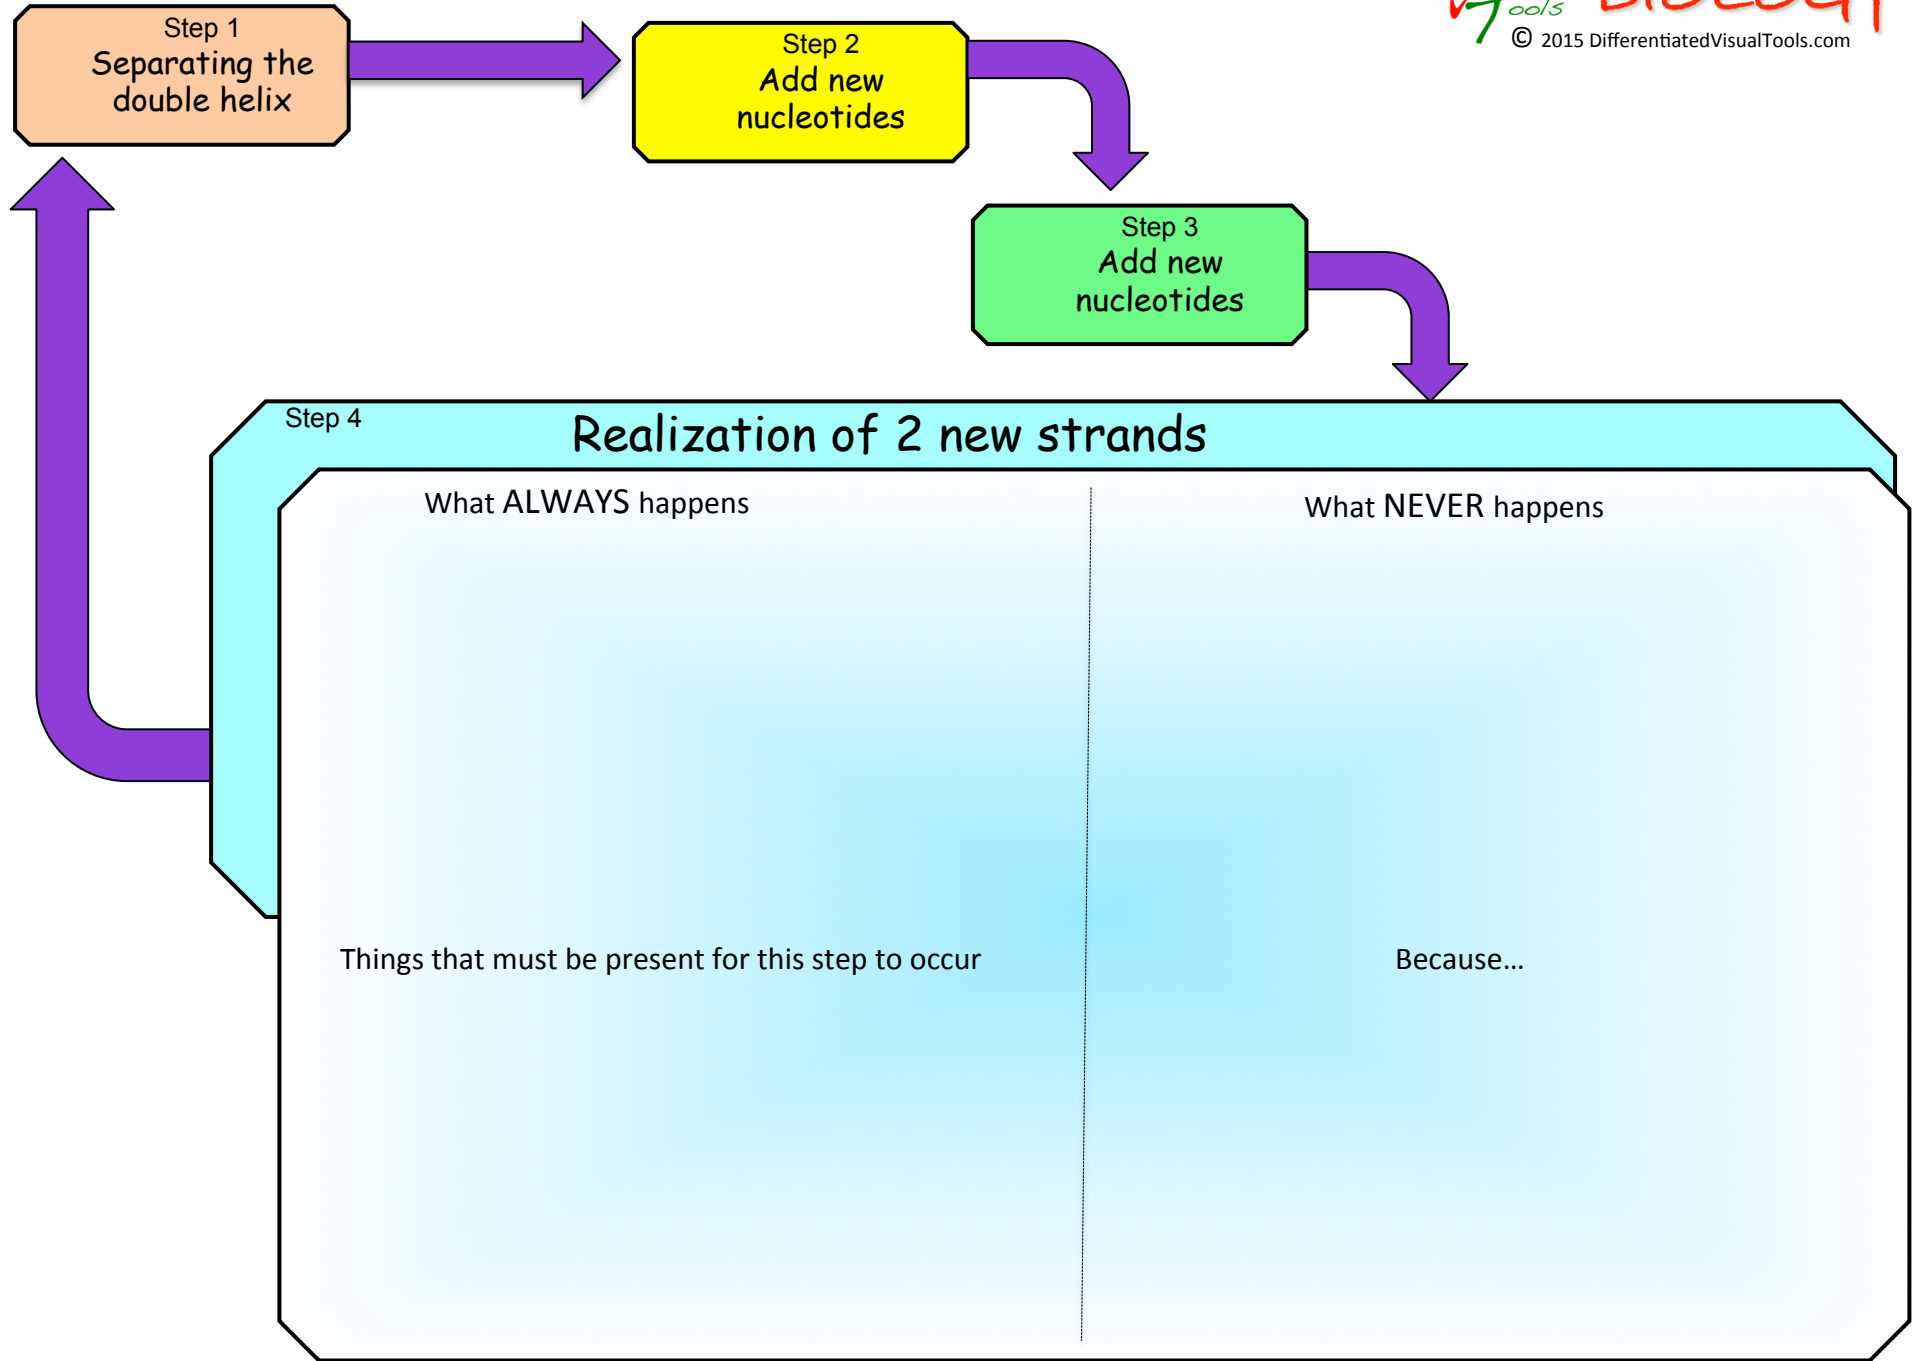 Step 1
Separating the
double helix
Step 2
Add new
nucleotides
ools BIOLOGY
© 2015 DifferentiatedVisualTools.com
Step 3
Add new
nucleotides
Step 4
Realization of 2 new strands
What ALWAYS happens
What NEVER happens
Things that must be present for this step to occur
Because...